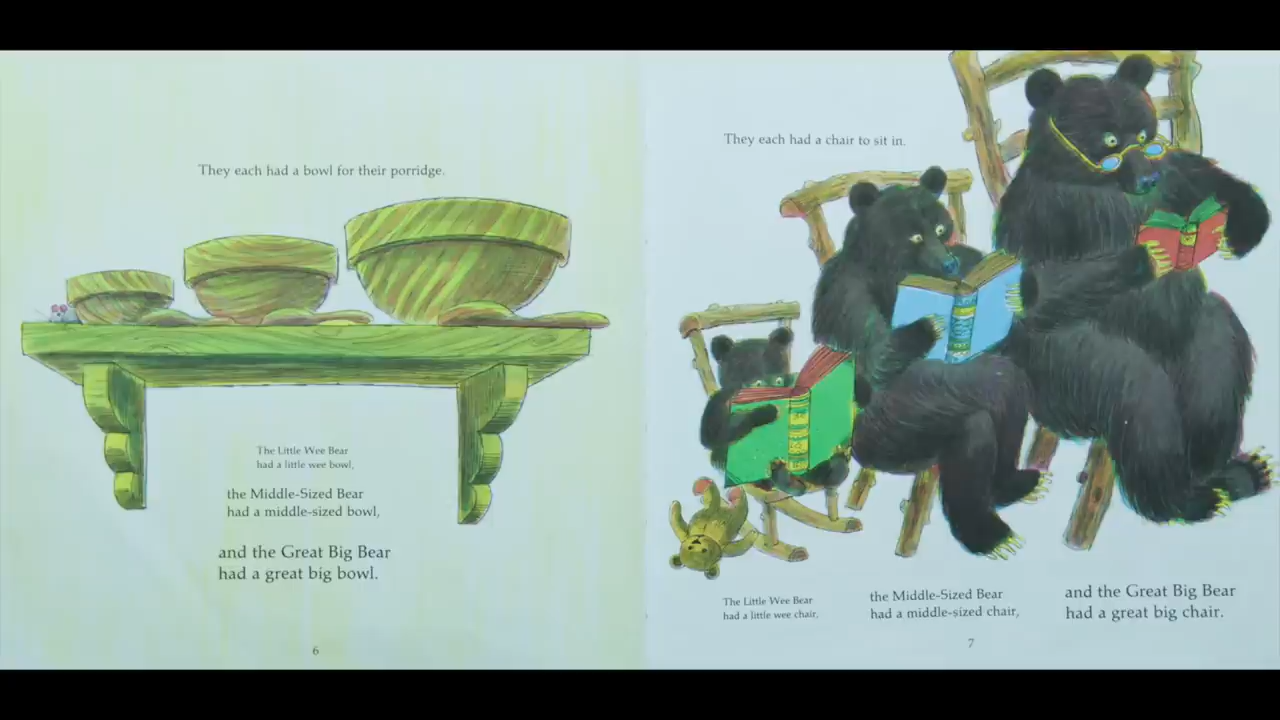 They each had a bowl for their porridge.
The Little Wee Bear
had a little wee bowl,
the Middle-Sized Bear
had a middle-sized bowl,
and the Great Big Bear
had a great big bowl.
6
They each had a chair to sit in.
The Little Wee Bear
had a little wee chair,
the Middle-Sized Bear
had a middle-sized chair,
and the Great Big Bear
had a great big chair.
7